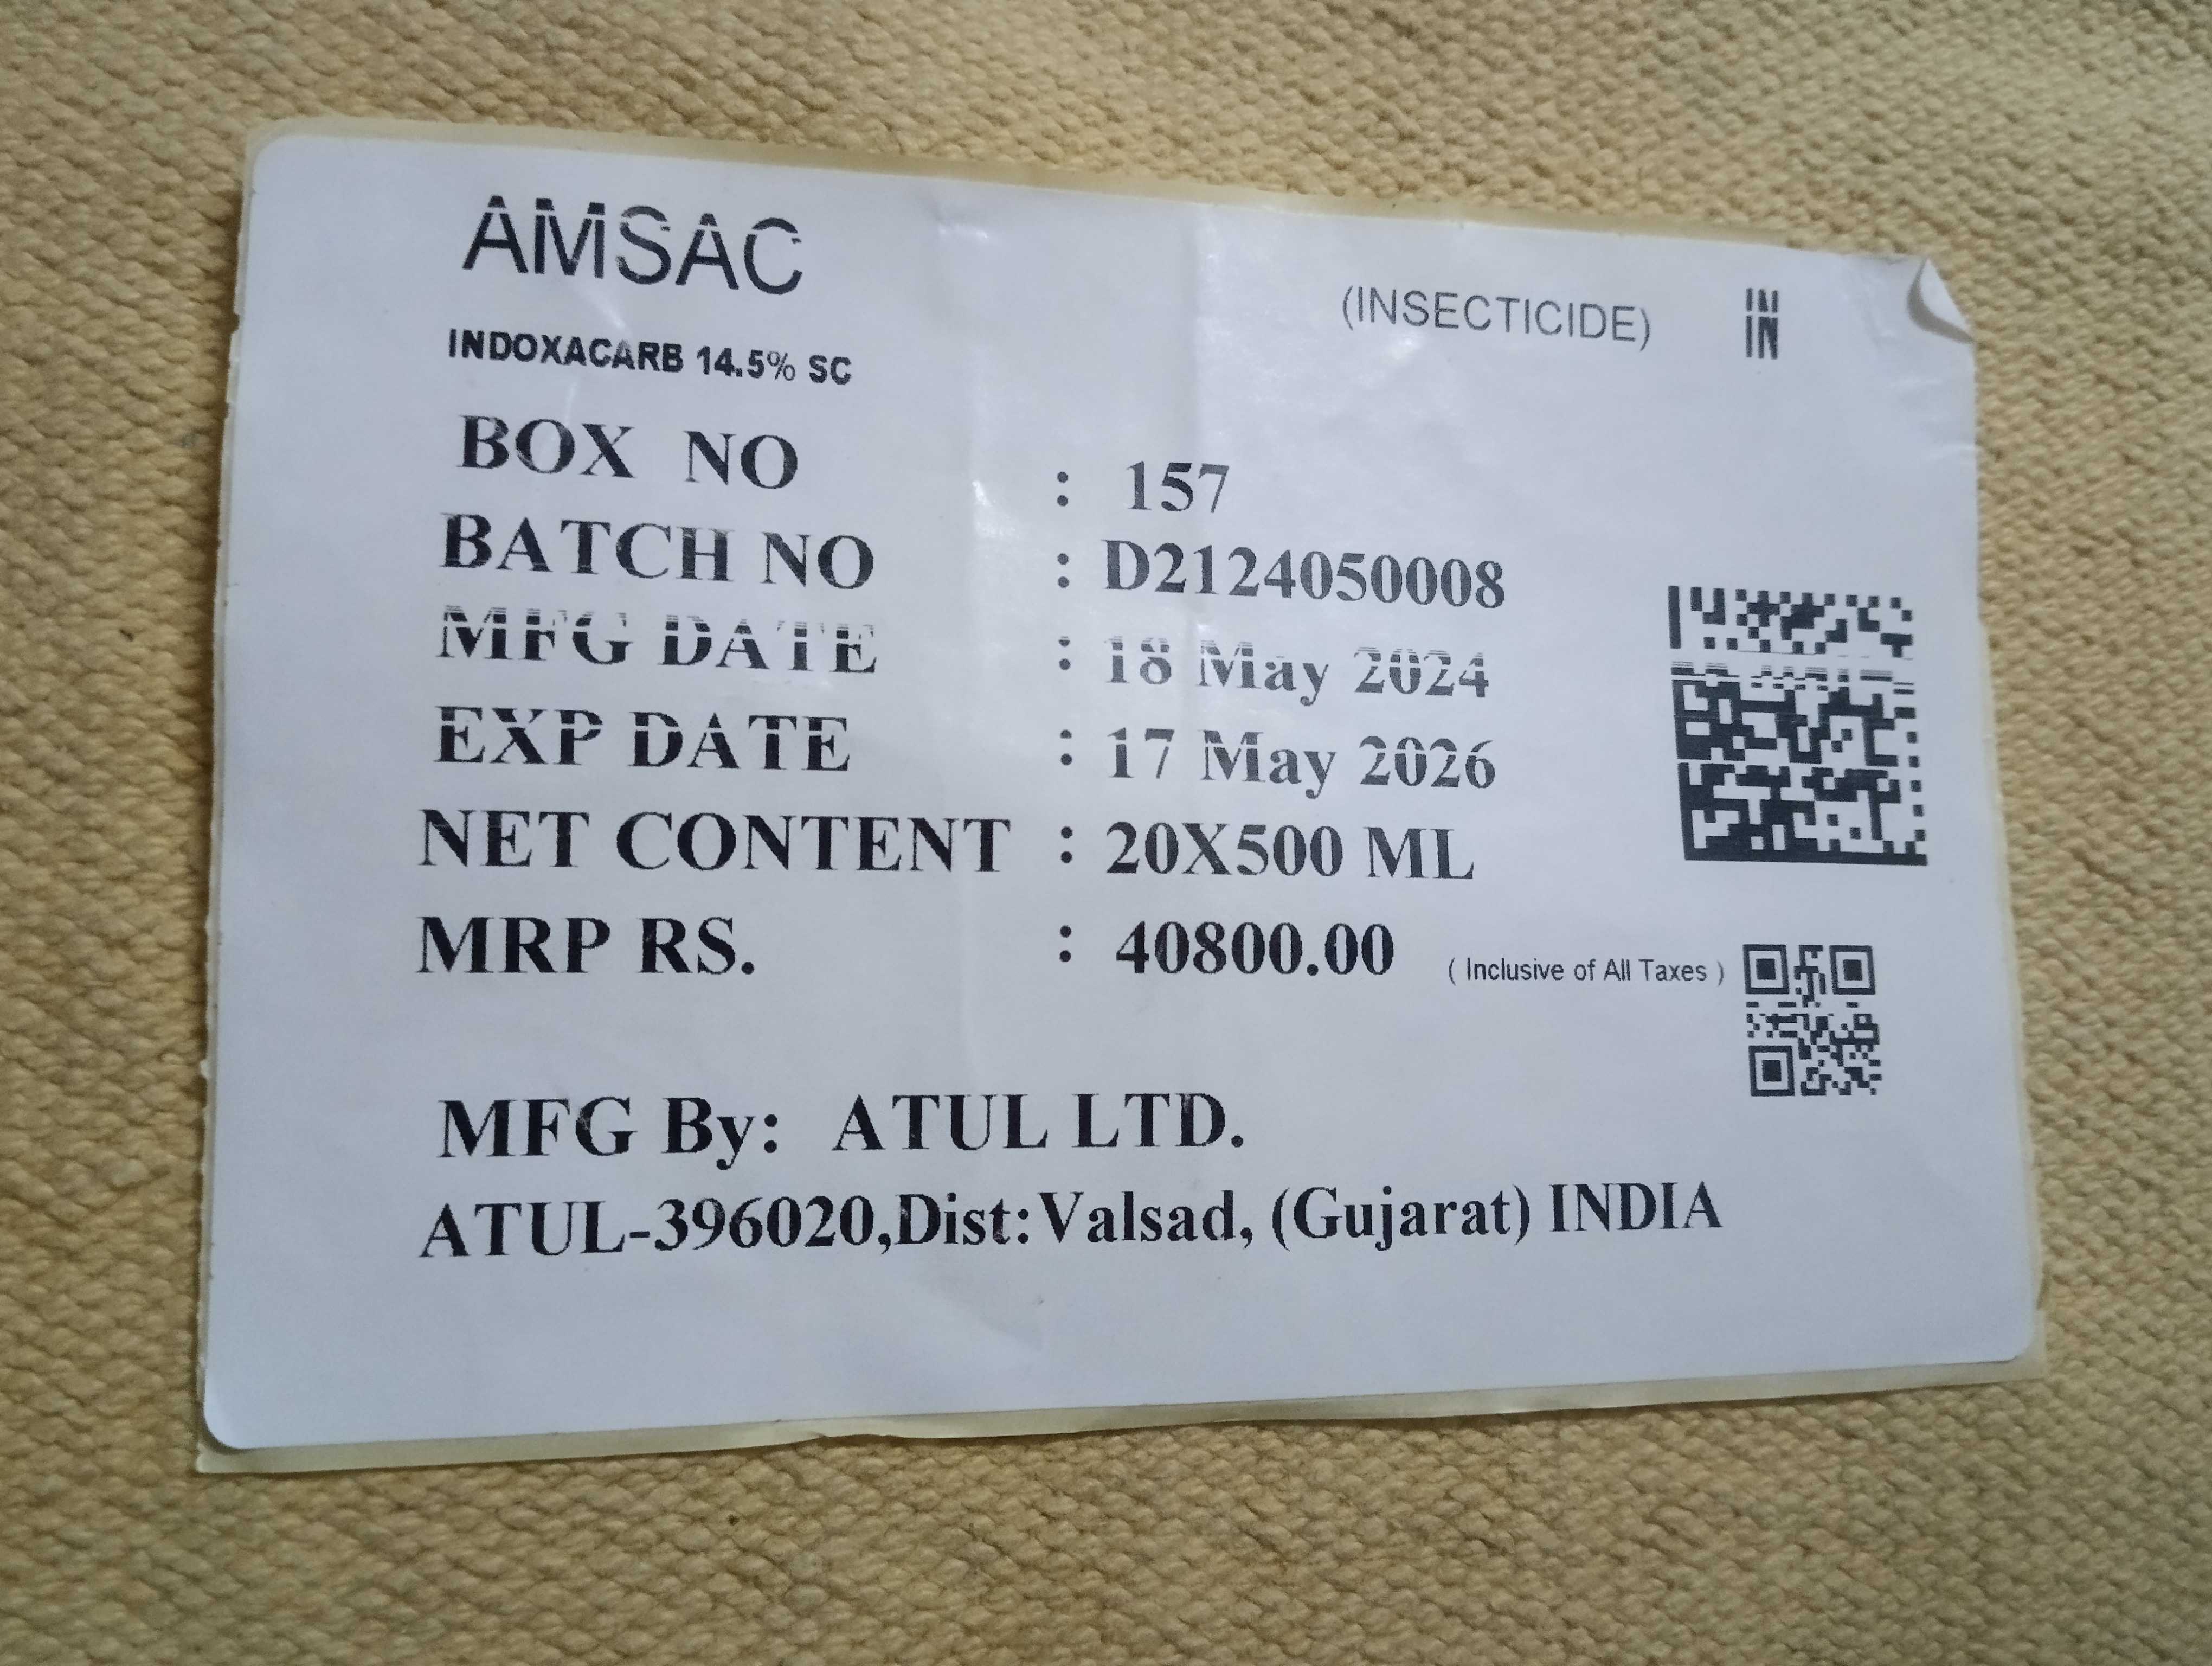 AMSAC
(INSECTICIDE) IN
INDOXACARB 14.5% SC
BOX NO : 157
BATCH NO : D2124050008
MFG DATE : 18 May 2024
EXP DATE : 17 May 2026
NET CONTENT : 20X500 ML
MRP RS. : 40800.00 ( Inclusive of All Taxes )
MFG By: ATUL LTD.
ATUL-396020,Dist:Valsad, (Gujarat) INDIA